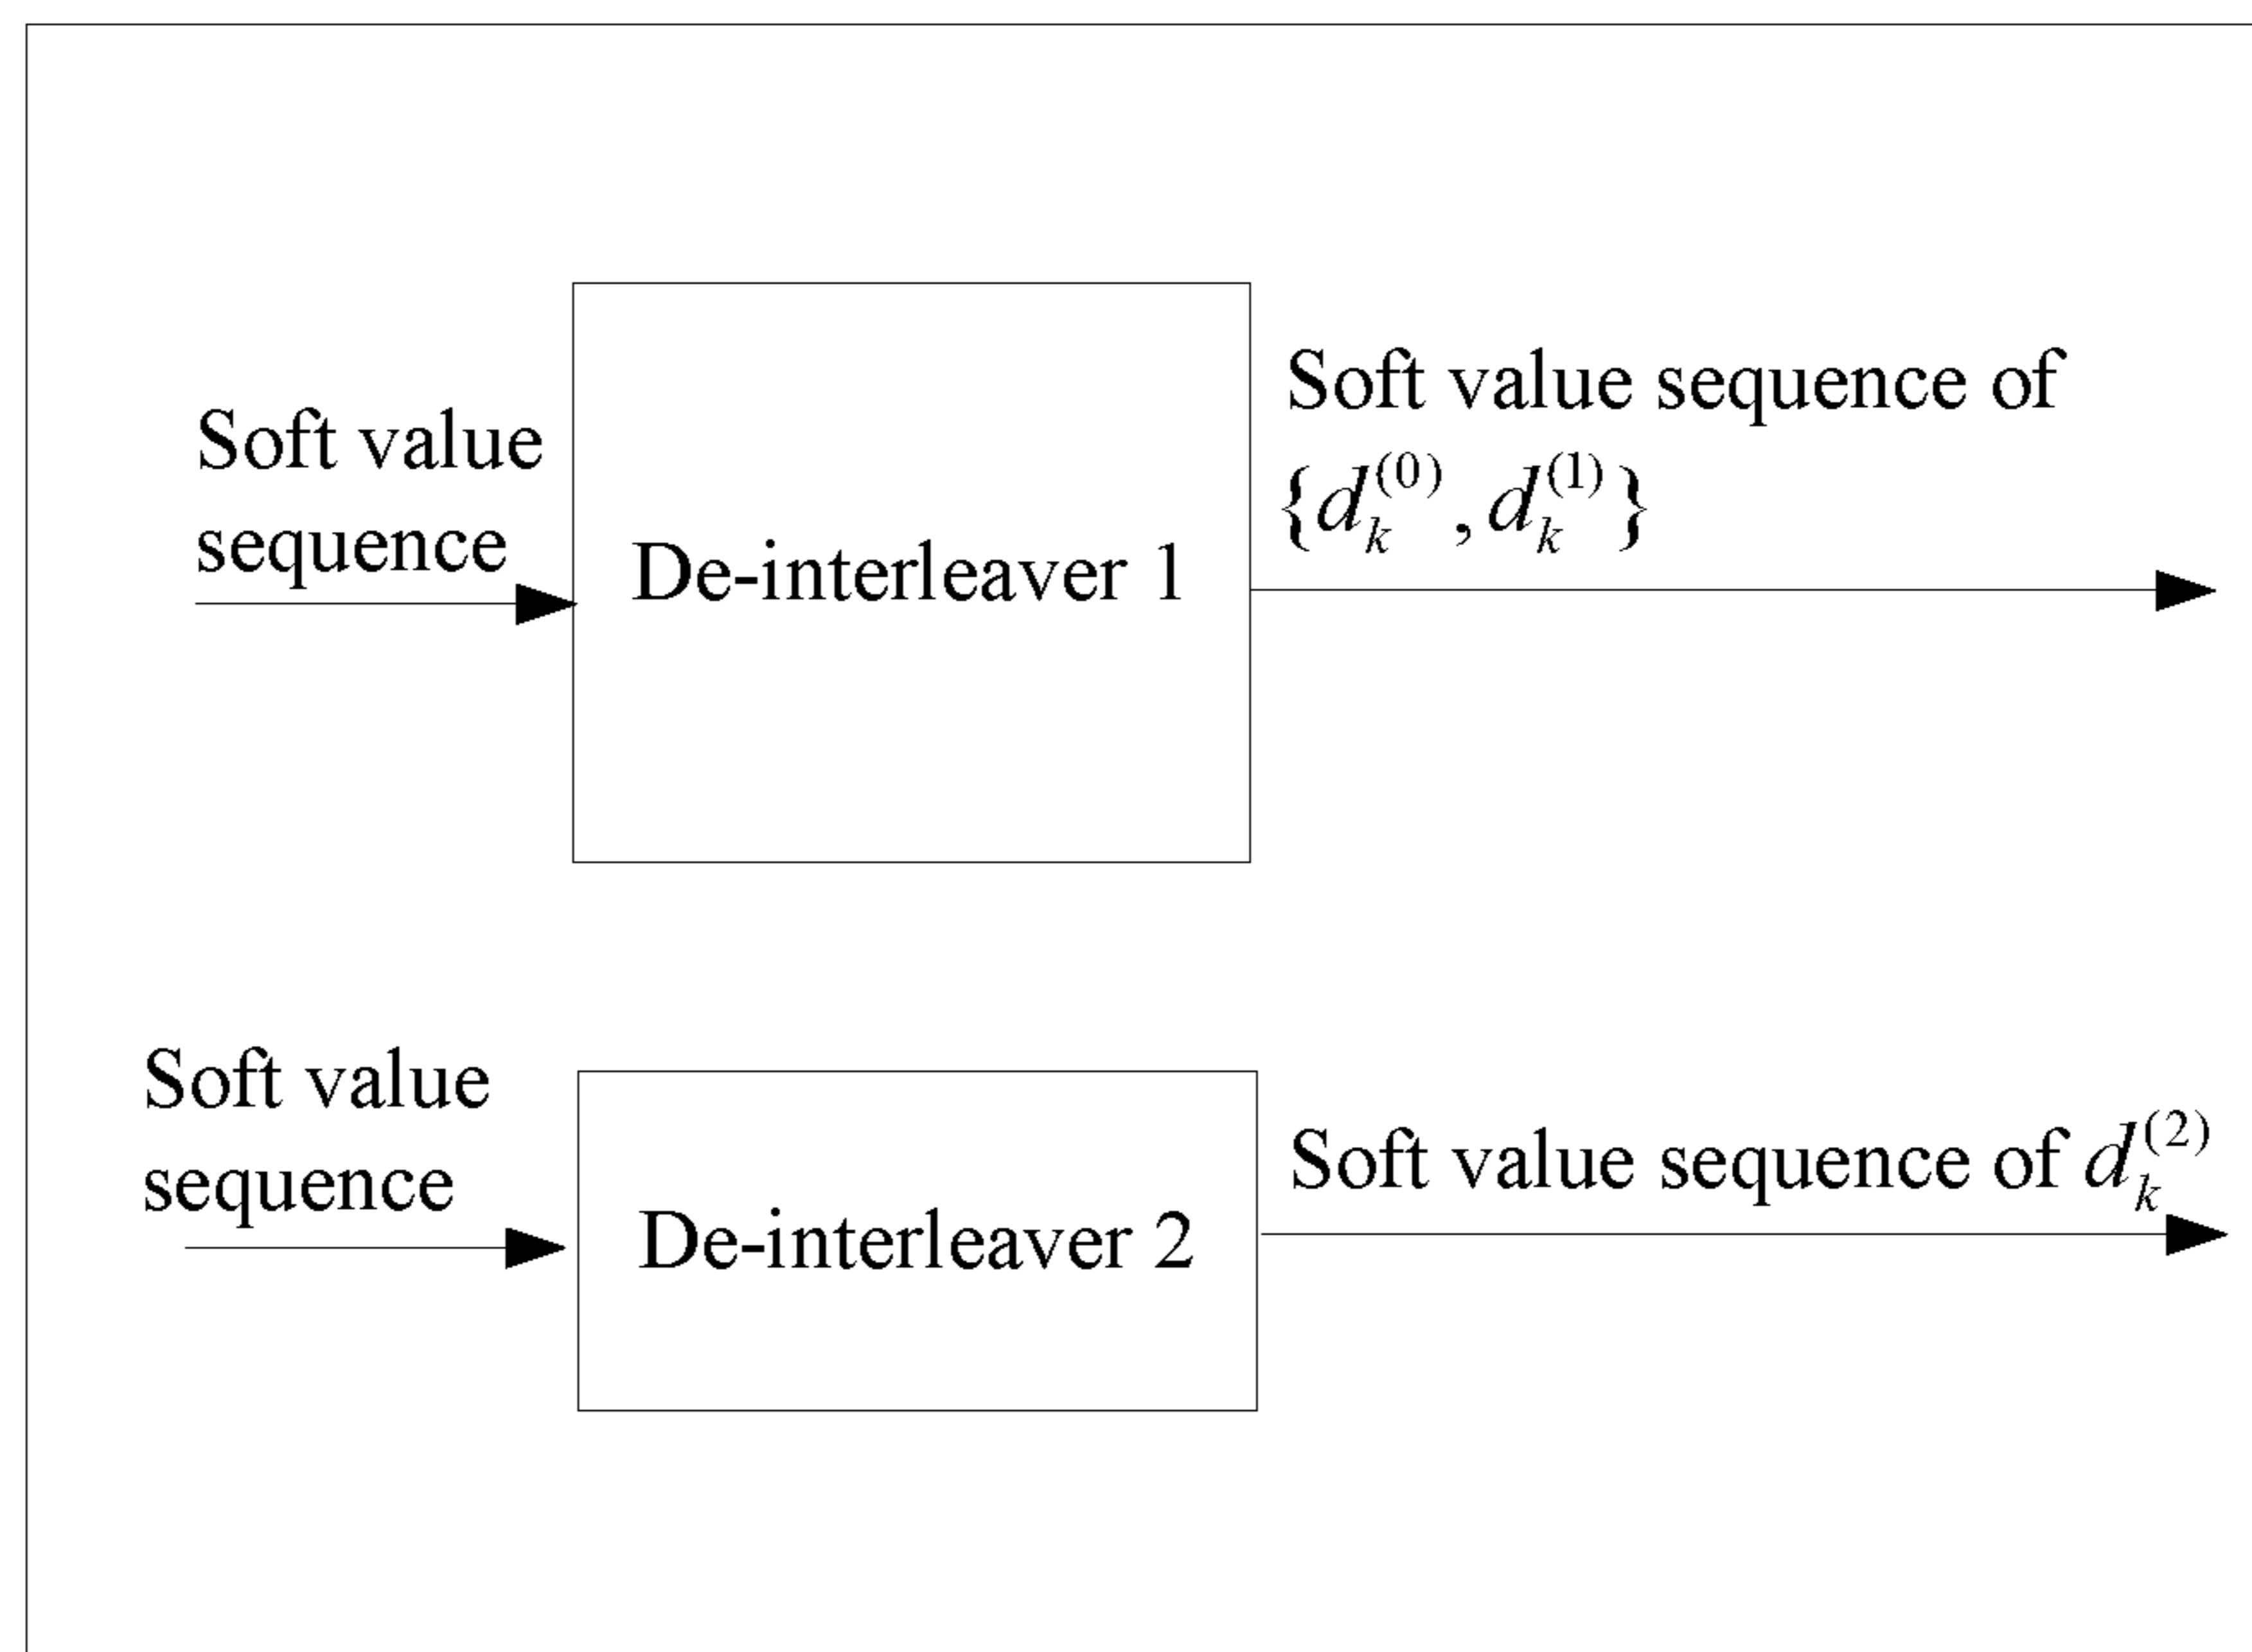 Soft value
sequence
De-interleaver 1
Soft value sequence of
{d_k^{(0)}, d_k^{(1)}}
Soft value
sequence
De-interleaver 2
Soft value sequence of d_k^{(2)}